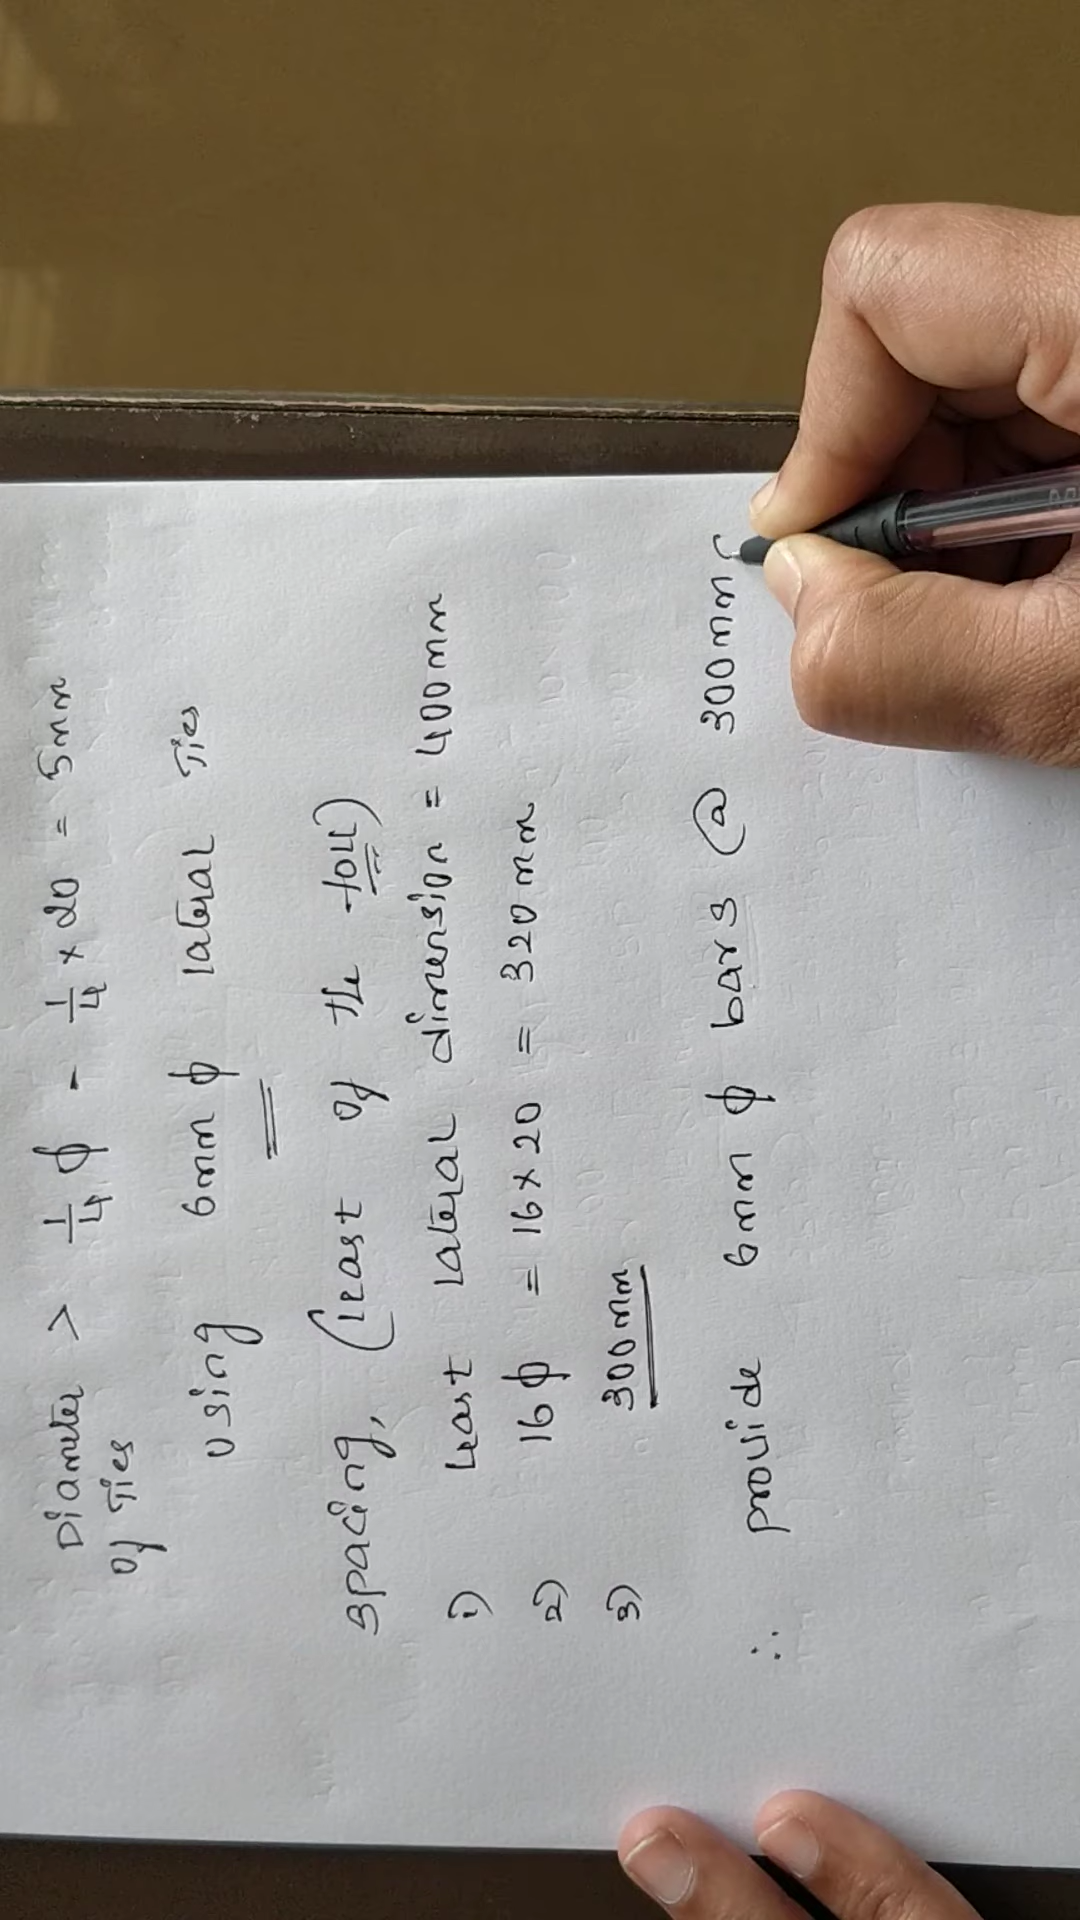 Diameter > 1/4 ϕ - 1/4 × 20 = 5mm
of Ties
using 6mm ϕ lateral Ties
spacing, (least of the foll)
1) least lateral dimension = 400mm
2) 16ϕ = 16×20 = 320mm
3) 300mm
∴ provide 6mm ϕ bars @ 300mm c